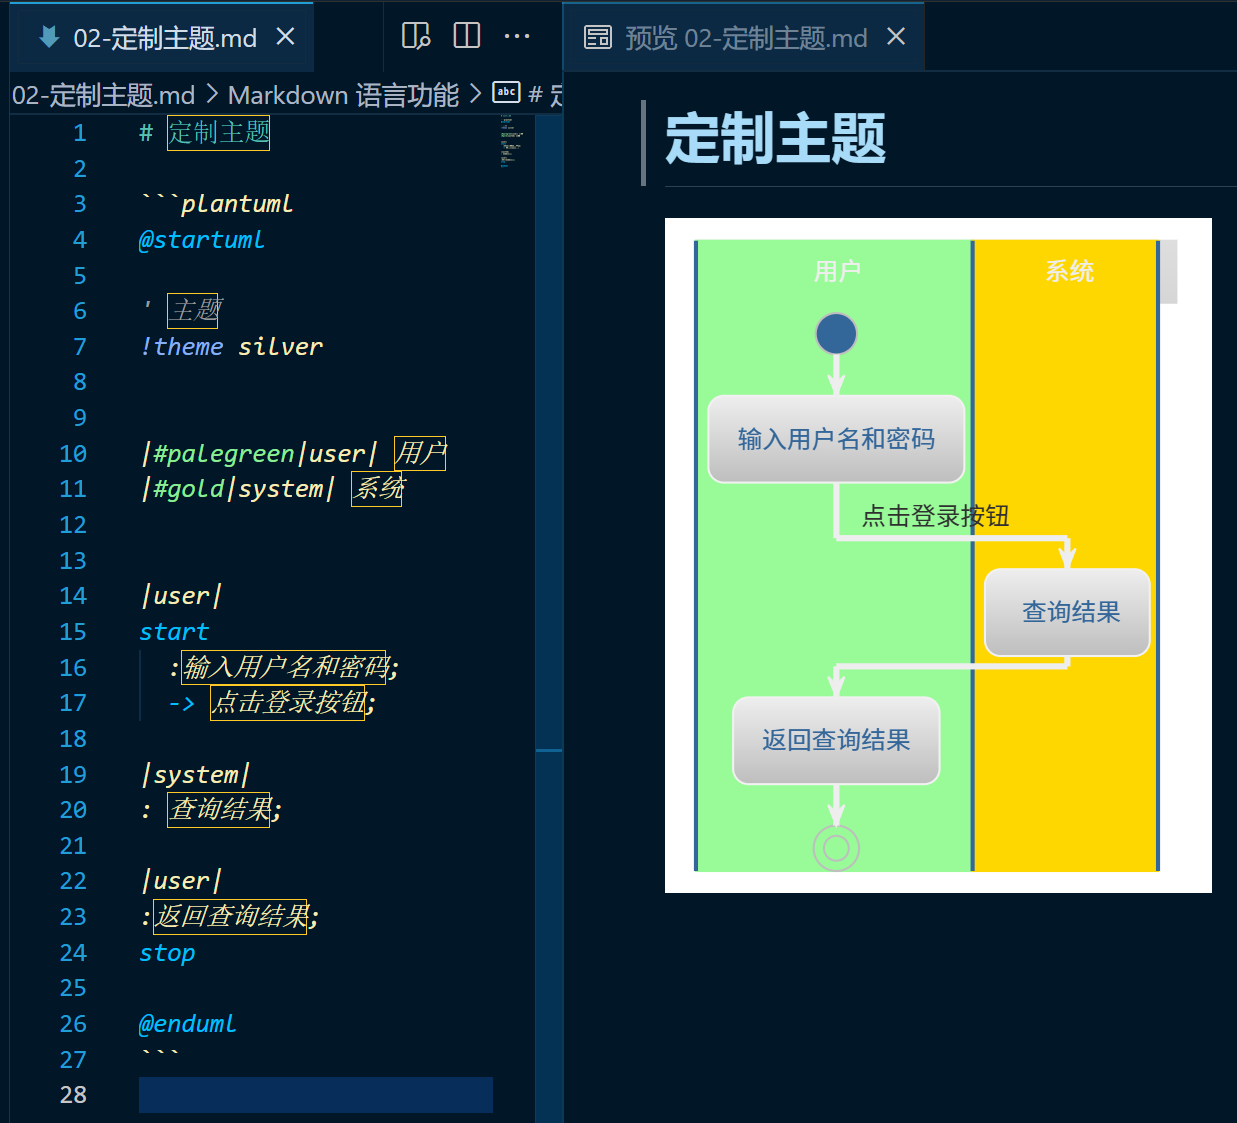 02-定制主题.md
预览 02-定制主题.md
02-定制主题.md > Markdown 语言功能 > abc #
1 # 定制主题
2
3 ```plantuml
4 @startuml
5
6 ' 主题
7 !theme silver
8
9
10 |#palegreen|user| 用户
11 |#gold|system| 系统
12
13
14 |user|
15 start
16 :输入用户名和密码;
17 -> 点击登录按钮;
18
19 |system|
20 : 查询结果;
21
22 |user|
23 :返回查询结果;
24 stop
25
26 @enduml
27 ```
28
定制主题
用户
系统
输入用户名和密码
点击登录按钮
查询结果
返回查询结果